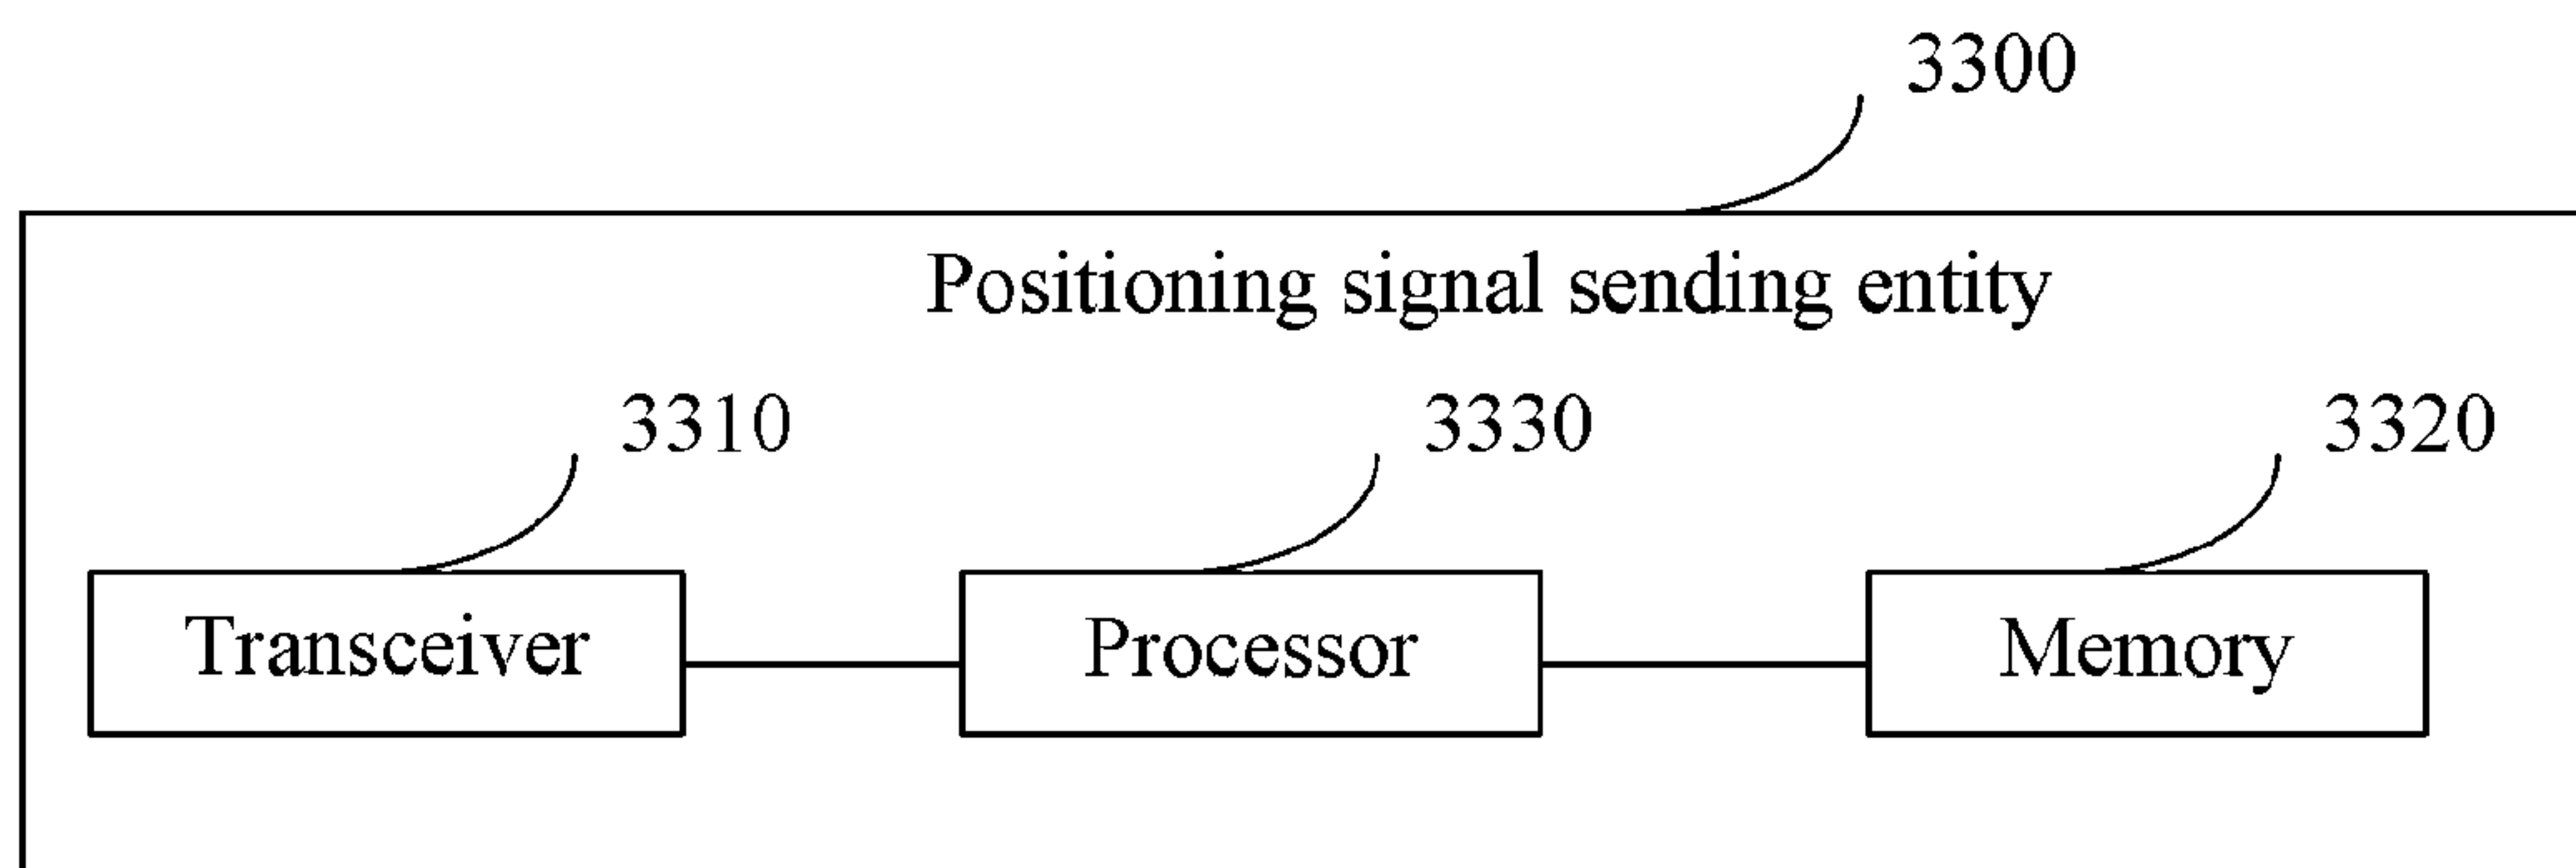 3300
Positioning signal sending entity
3310
3330
3320
Transceiver
Processor
Memory